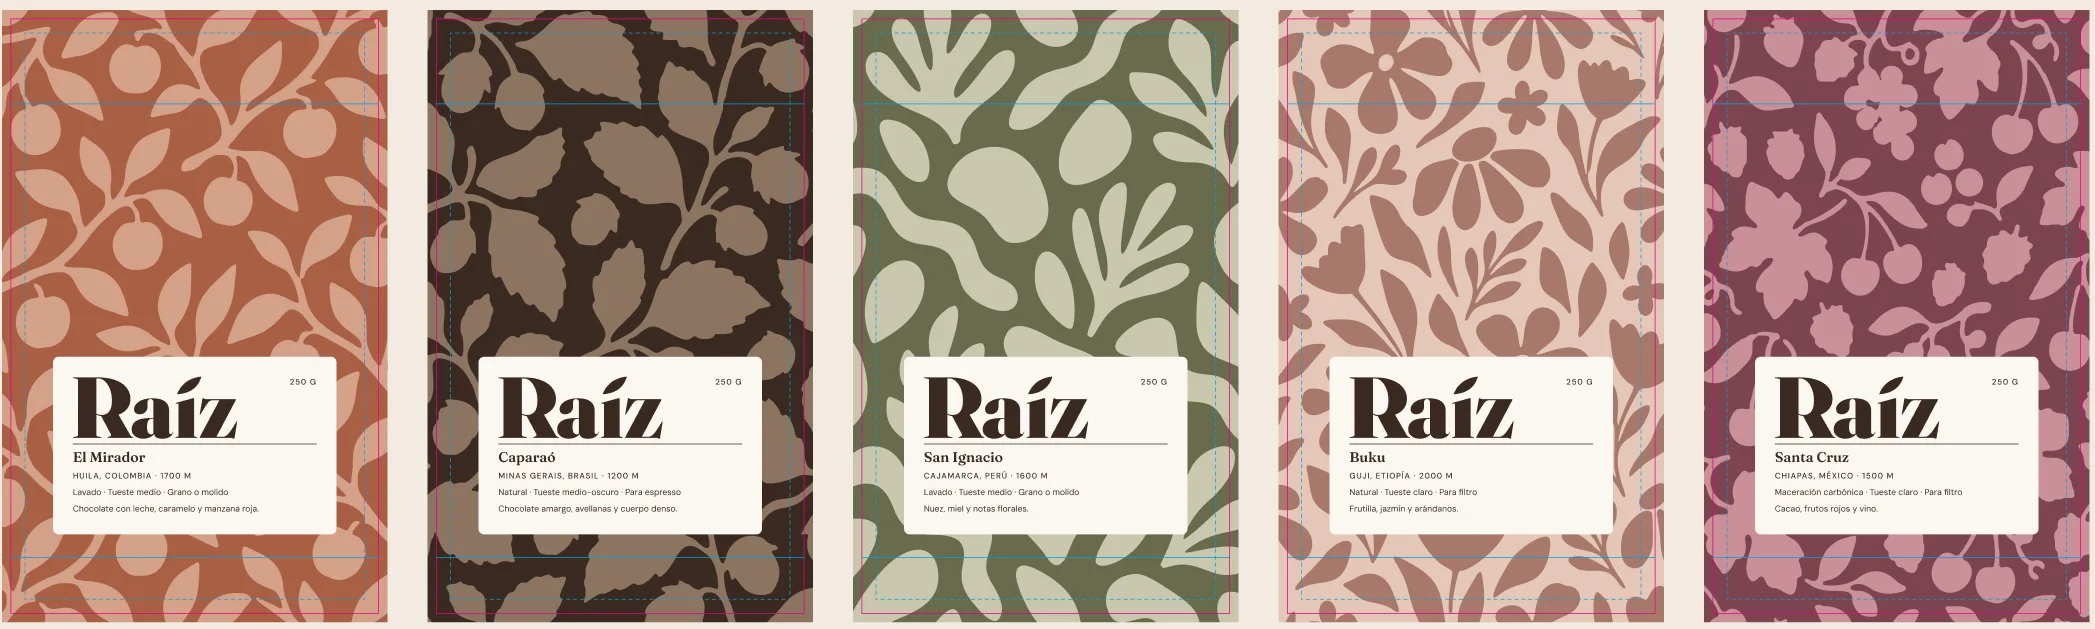 Raíz
250 G
El Mirador
HUILA, COLOMBIA · 1700 M
Lavado · Tueste medio · Grano o molido
Chocolate con leche, caramelo y manzana roja.
Raíz
250 G
Caparaó
MINAS GERAIS, BRASIL · 1200 M
Natural · Tueste medio-oscuro · Para espresso
Chocolate amargo, avellanas y cuerpo denso.
Raíz
250 G
San Ignacio
CAJAMARCA, PERÚ · 1600 M
Lavado · Tueste medio · Grano o molido
Nuez, miel y notas florales.
Raíz
250 G
Buku
GUJI, ETIOPÍA · 2000 M
Natural · Tueste claro · Para filtro
Frutilla, jazmín y arándanos.
Raíz
250 G
Santa Cruz
CHIAPAS, MÉXICO · 1500 M
Maceración carbónica · Tueste claro · Para filtro
Cacao, frutos rojos y vino.